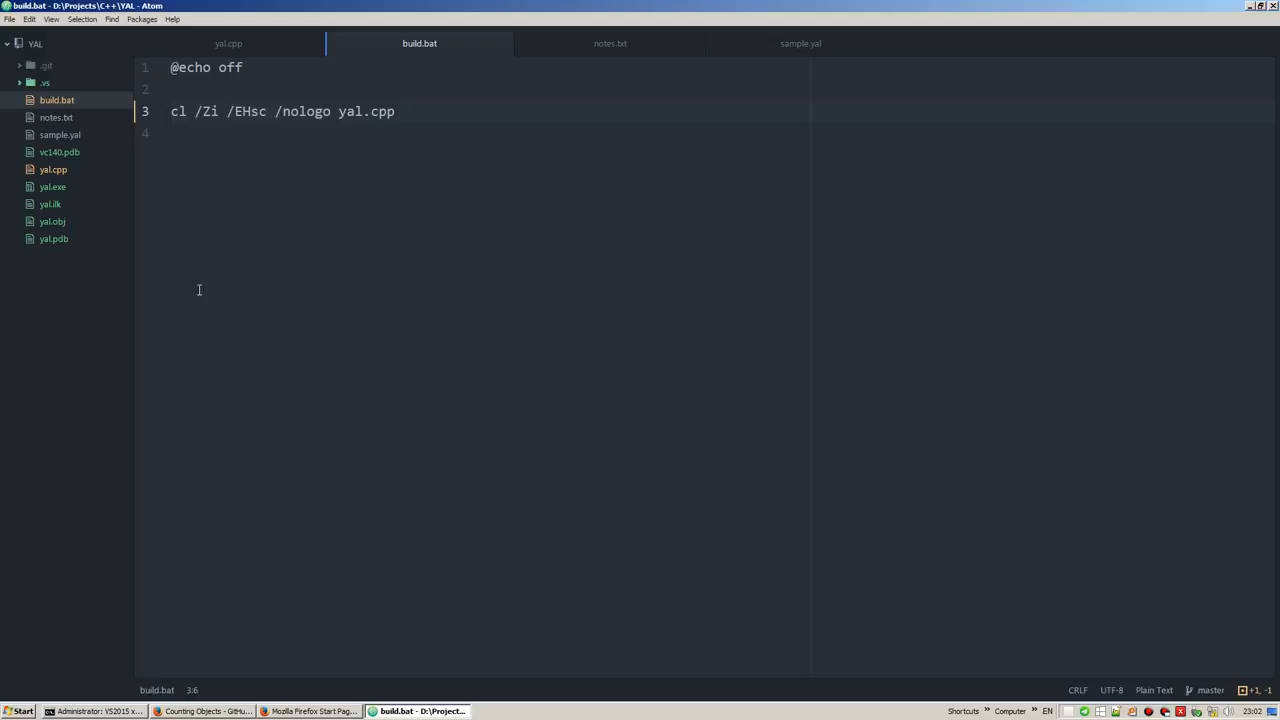 build.bat - D:\Projects\C++\YAL - Atom
File Edit View Selection Find Packages Help
YAL
.git
.vs
build.bat
notes.txt
sample.yal
vc140.pdb
yal.cpp
yal.exe
yal.ilk
yal.obj
yal.pdb
yal.cpp build.bat notes.txt sample.yal
1 @echo off
2
3 cl /Zi /EHsc /nologo yal.cpp
4
build.bat 3:6 CRLF UTF-8 Plain Text master +1, -1
Start Administrator: VS2015 x... Counting Objects - GitHu... Mozilla Firefox Start Pag... build.bat - D:\Project... Shortcuts » Computer » EN 23:02